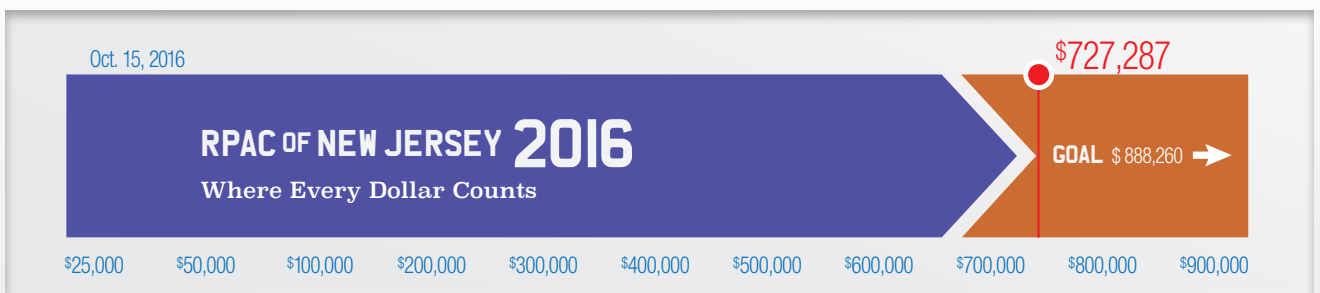 Oct. 15, 2016
$727,287
RPAC OF NEW JERSEY 2016
Where Every Dollar Counts
GOAL $888,260
$25,000 $50,000 $100,000 $200,000 $300,000 $400,000 $500,000 $600,000 $700,000 $800,000 $900,000